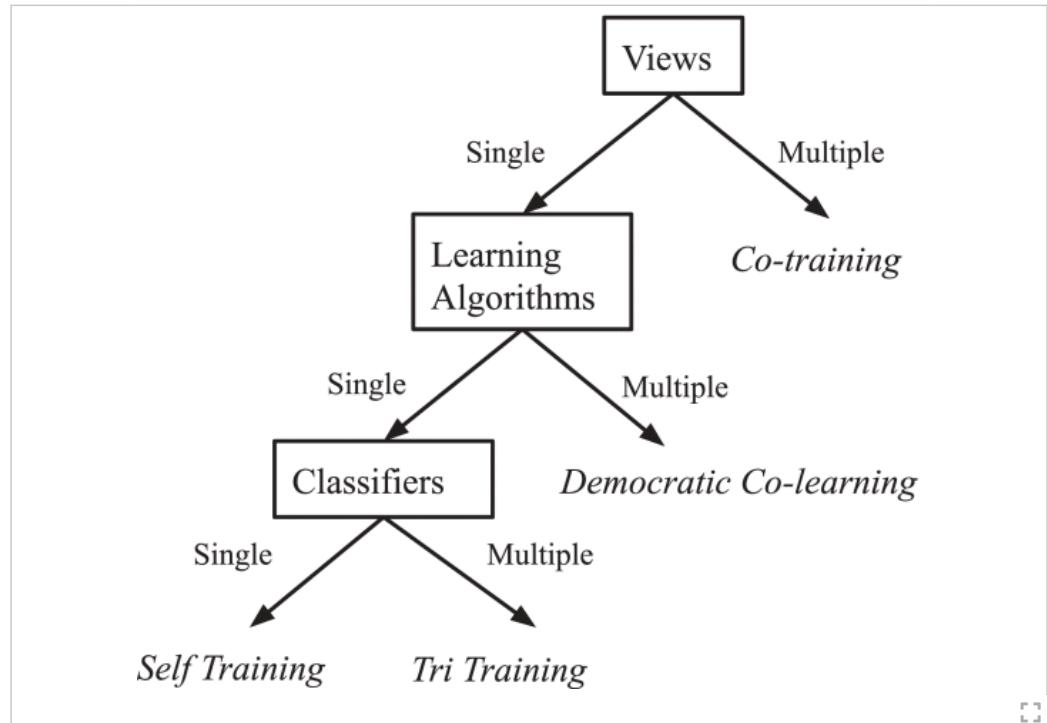 Views
Single
Multiple
Learning
Algorithms
Co-training
Single
Multiple
Classifiers
Democratic Co-learning
Single
Multiple
Self Training
Tri Training